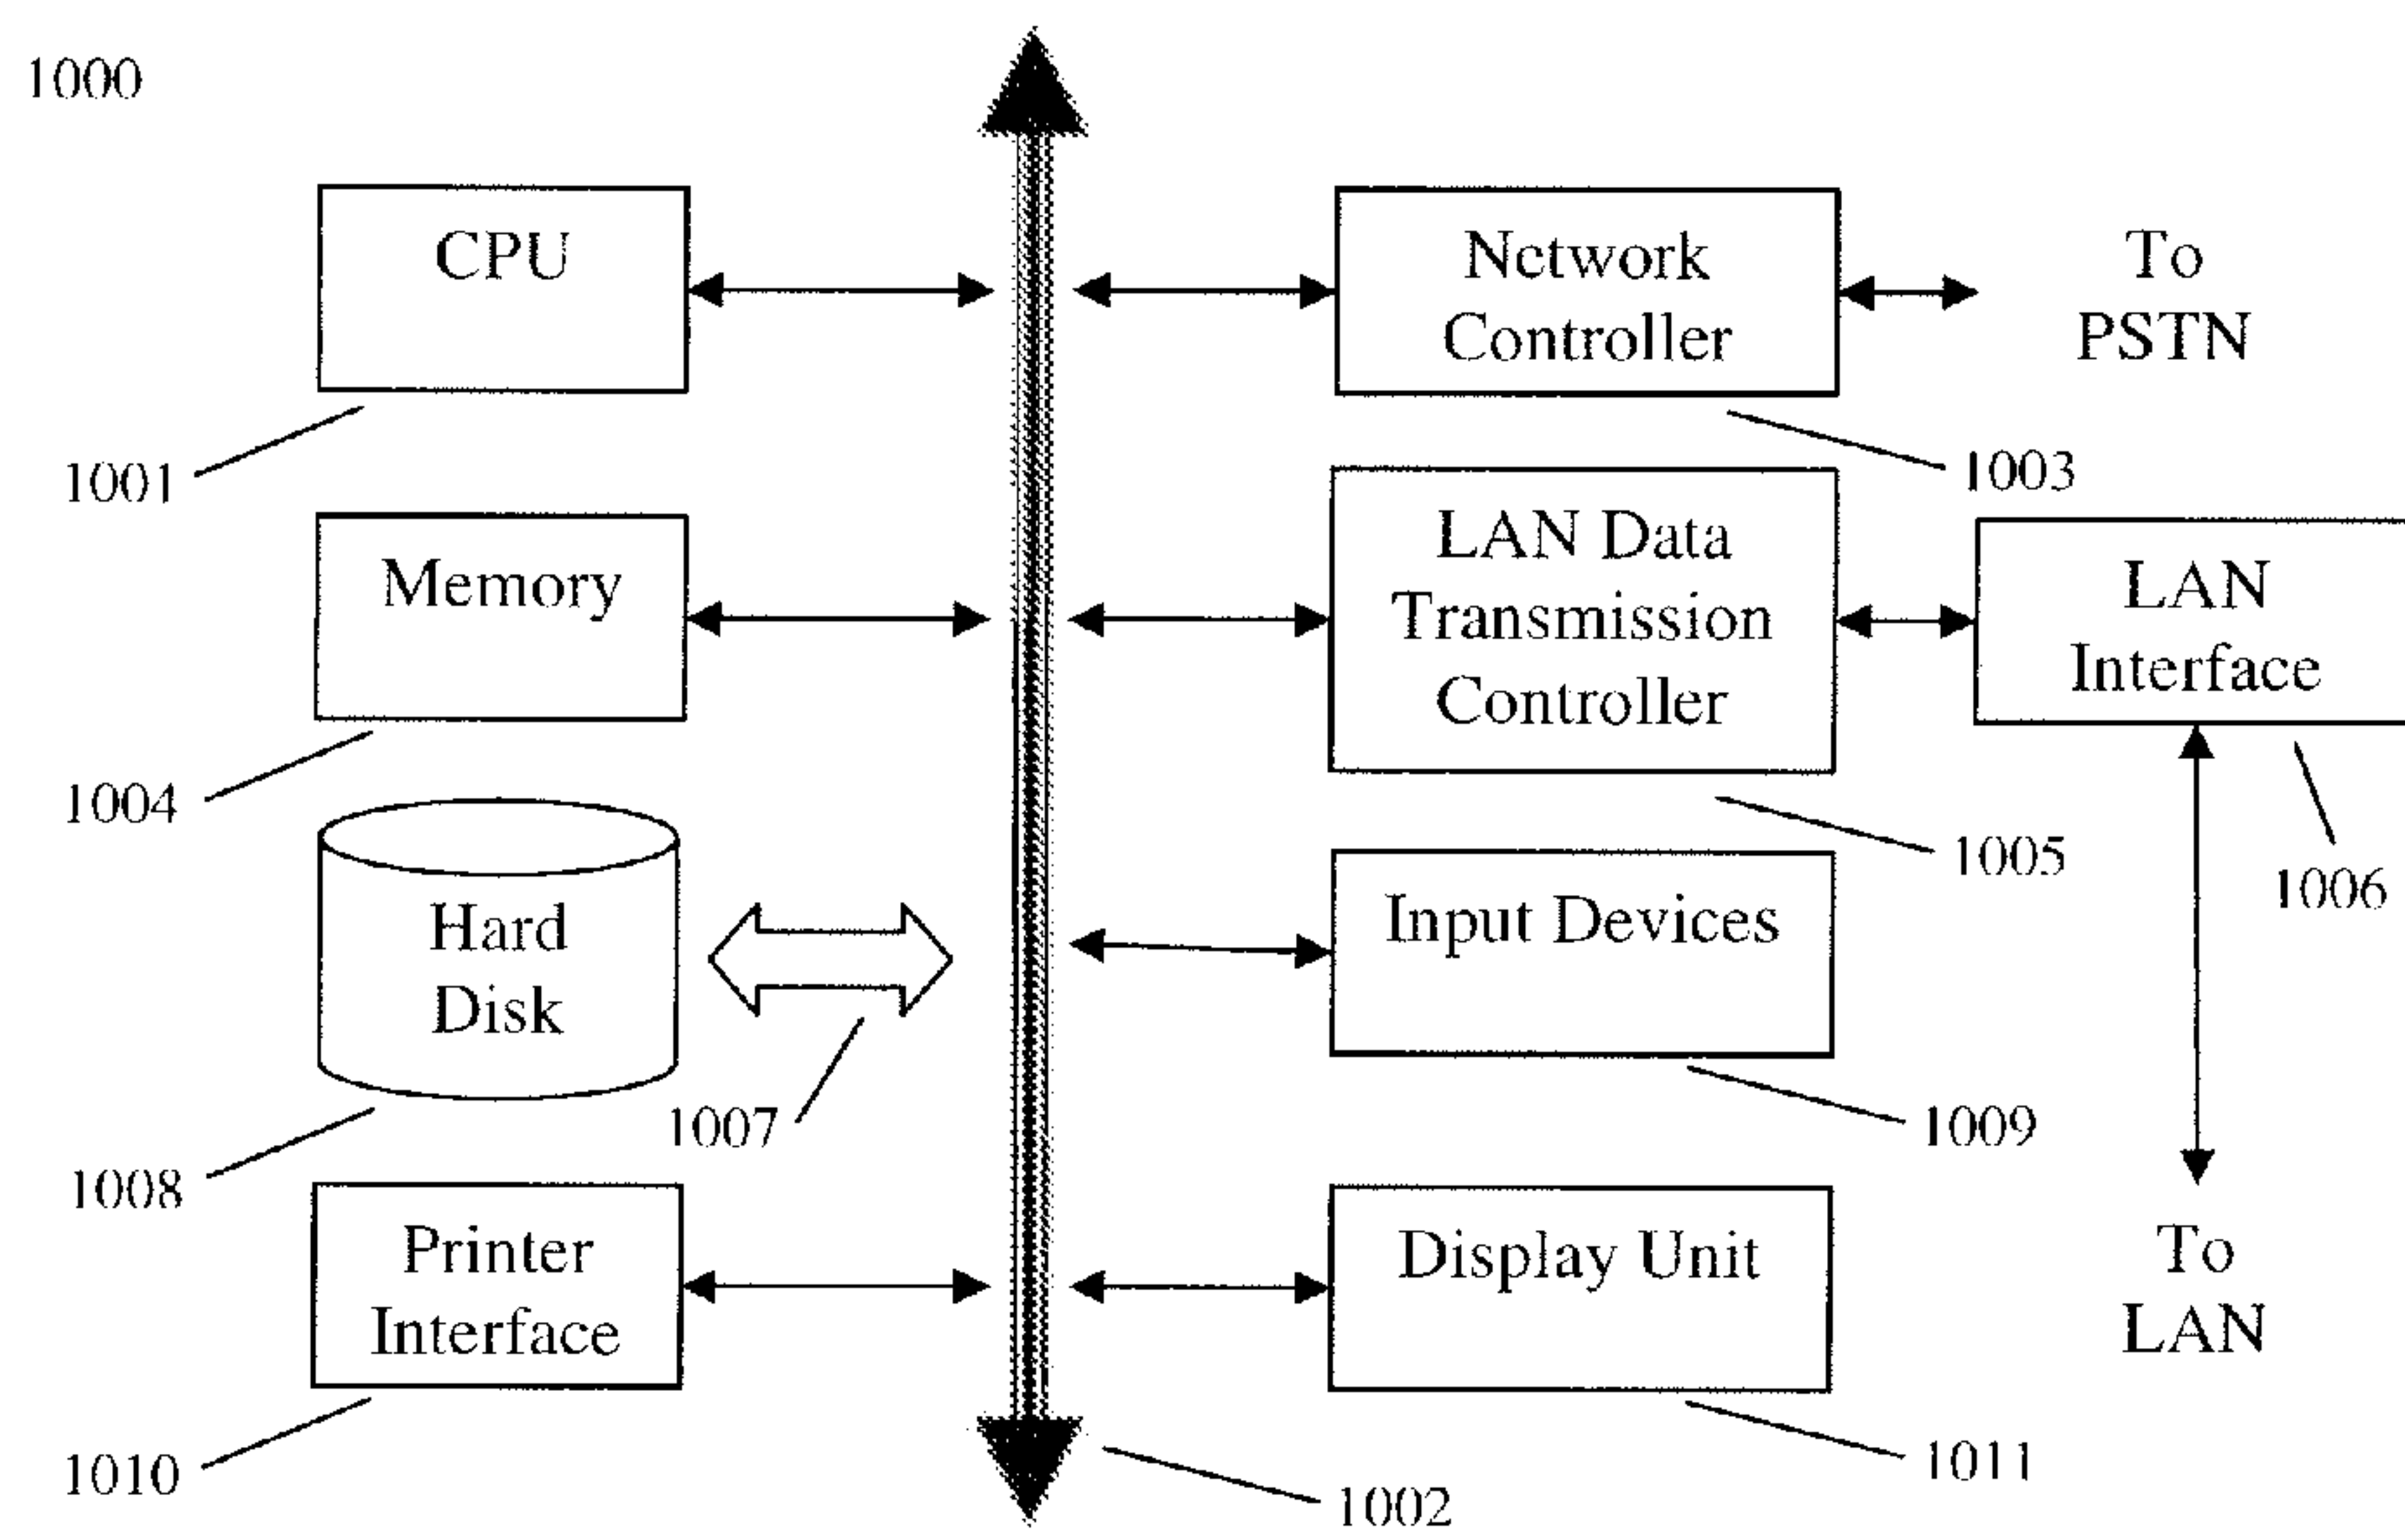 1000
CPU
Network
Controller
To
PSTN
1001
1003
Memory
LAN Data
Transmission
Controller
LAN
Interface
1004
1005
1006
Hard
Disk
Input Devices
1007
1009
1008
Printer
Interface
Display Unit
To
LAN
1010
1011
1002